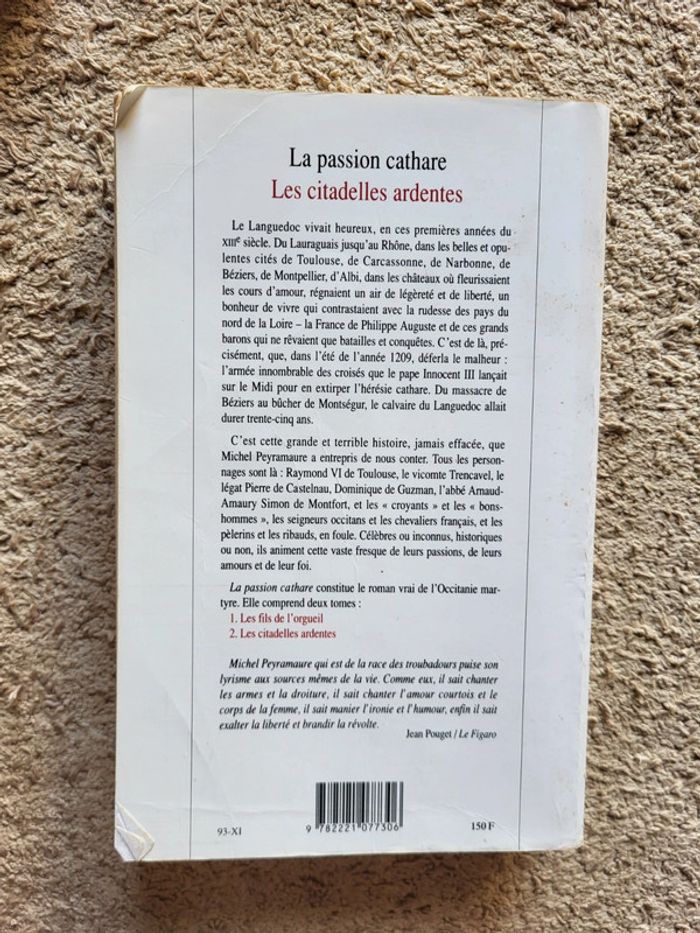 La passion cathare
Les citadelles ardentes
Le Languedoc vivait heureux, en ces premières années du
XIIIe siècle. Du Lauraguais jusqu'au Rhône, dans les belles et opu-
lentes cités de Toulouse, de Carcassonne, de Narbonne, de
Béziers, de Montpellier, d'Albi, dans les châteaux où fleurissaient
les cours d'amour, régnaient un air de légèreté et de liberté, un
bonheur de vivre qui contrastaient avec la rudesse des pays du
nord de la Loire – la France de Philippe Auguste et de ces grands
barons qui ne rêvaient que batailles et conquêtes. C'est de là, pré-
cisément, que, dans l'été de l'année 1209, déferla le malheur :
l'armée innombrable des croisés que le pape Innocent III lançait
sur le Midi pour en extirper l'hérésie cathare. Du massacre de
Béziers au bûcher de Montségur, le calvaire du Languedoc allait
durer trente-cinq ans.
C'est cette grande et terrible histoire, jamais effacée, que
Michel Peyramaure a entrepris de nous conter. Tous les person-
nages sont là : Raymond VI de Toulouse, le vicomte Trencavel, le
légat Pierre de Castelnau, Dominique de Guzman, l'abbé Arnaud-
Amaury Simon de Montfort, et les « croyants » et les « bons-
hommes », les seigneurs occitans et les chevaliers français, et les
pèlerins et les ribauds, en foule. Célèbres ou inconnus, historiques
ou non, ils animent cette vaste fresque de leurs passions, de leurs
amours et de leur foi.
La passion cathare constitue le roman vrai de l'Occitanie mar-
tyre. Elle comprend deux tomes :
1. Les fils de l'orgueil
2. Les citadelles ardentes
Michel Peyramaure qui est de la race des troubadours puise son
lyrisme aux sources mêmes de la vie. Comme eux, il sait chanter
les armes et la droiture, il sait chanter l'amour courtois et le
corps de la femme, il sait manier l'ironie et l'humour, enfin il sait
exalter la liberté et brandir la révolte.
Jean Pouget / Le Figaro
93-XI
9 782221 077306
150 F